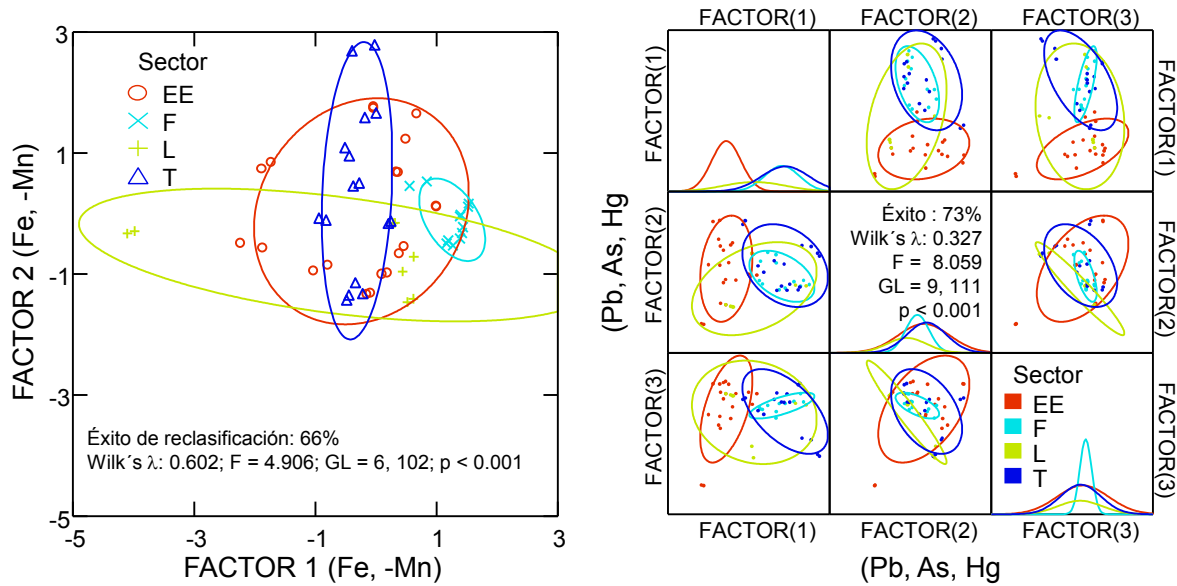 3
1
-1
-3
-5
-5
-3
-1
1
3
FACTOR 2 (Fe, -Mn)
FACTOR 1 (Fe, -Mn)
Sector
EE
F
L
T
Éxito de reclasificación: 66%
Wilk´s λ: 0.602; F = 4.906; GL = 6, 102; p < 0.001
FACTOR(1)
FACTOR(2)
FACTOR(3)
FACTOR(1)
FACTOR(1)
FACTOR(2)
FACTOR(2)
FACTOR(3)
FACTOR(3)
(Pb, As, Hg
Éxito : 73%
Wilk´s λ: 0.327
F = 8.059
GL = 9, 111
p < 0.001
Sector
EE
F
L
T
FACTOR(1)
FACTOR(2)
FACTOR(3)
(Pb, As, Hg